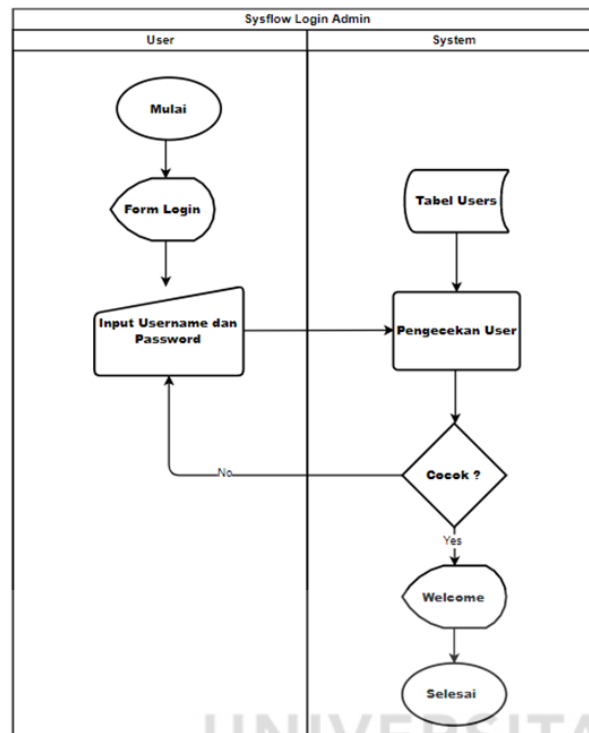 Sysflow Login Admin
User
System
Mulai
Form Login
Tabel Users
Input Username dan
Password
Pengecekan User
Cocok ?
No
Yes
Welcome
Selesai
UNIVERSITA